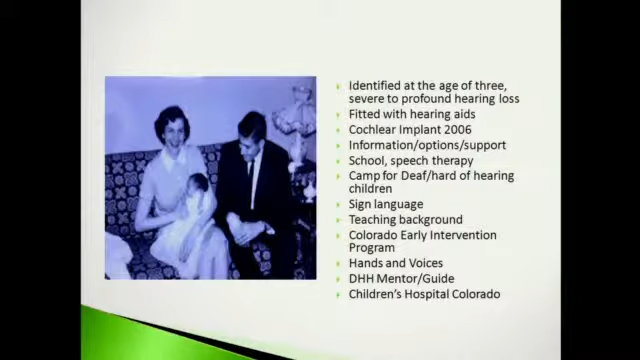 Identified at the age of three,
severe to profound hearing loss
Fitted with hearing aids
Cochlear Implant 2006
Information/options/support
School, speech therapy
Camp for Deaf/hard of hearing
children
Sign language
Teaching background
Colorado Early Intervention
Program
Hands and Voices
DHH Mentor/Guide
Children's Hospital Colorado